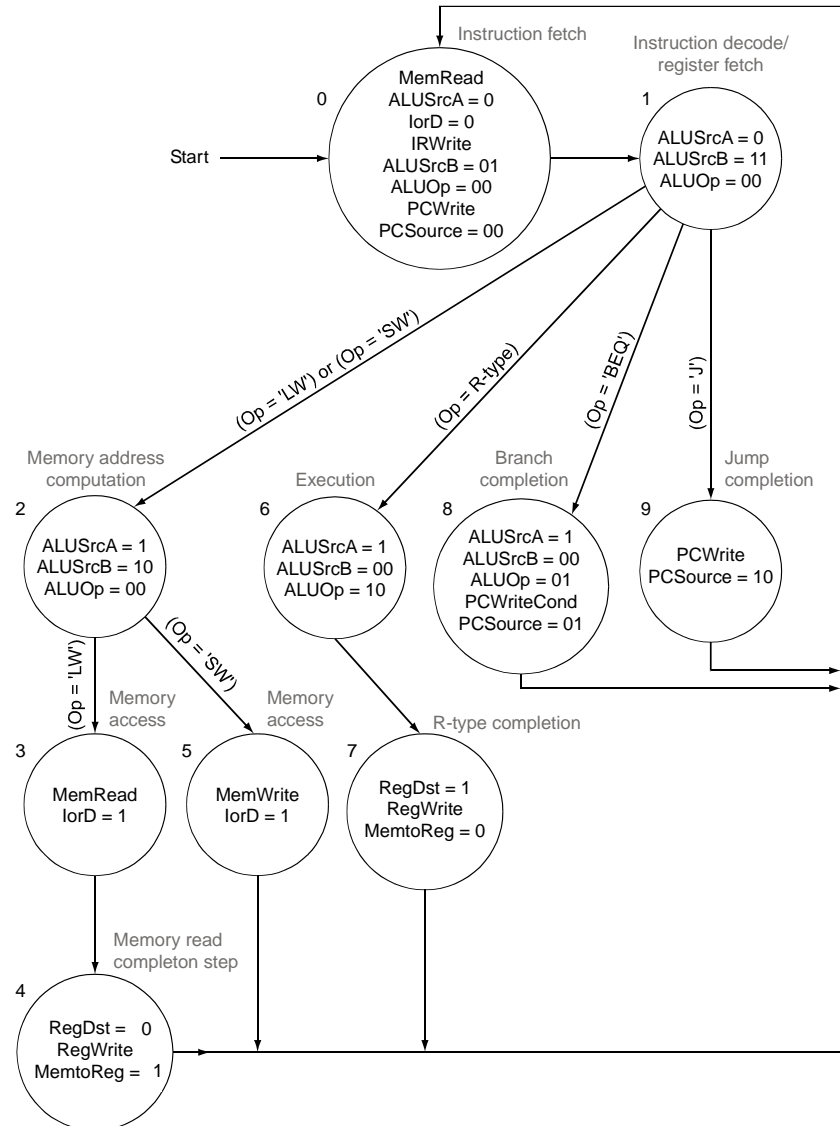 Instruction fetch
Instruction decode/
register fetch
0
MemRead
ALUSrcA = 0
IorD = 0
IRWrite
ALUSrcB = 01
ALUOp = 00
PCWrite
PCSource = 00
1
ALUSrcA = 0
ALUSrcB = 11
ALUOp = 00
Start
(Op = 'LW') or (Op = 'SW')
(Op = R-type)
(Op = 'BEQ')
(Op = 'J')
Memory address
computation
2
ALUSrcA = 1
ALUSrcB = 10
ALUOp = 00
Execution
6
ALUSrcA = 1
ALUSrcB = 00
ALUOp = 10
Branch
completion
8
ALUSrcA = 1
ALUSrcB = 00
ALUOp = 01
PCWriteCond
PCSource = 01
Jump
completion
9
PCWrite
PCSource = 10
(Op = 'LW')
(Op = 'SW')
Memory
access
3
MemRead
IorD = 1
Memory
access
5
MemWrite
IorD = 1
R-type completion
7
RegDst = 1
RegWrite
MemtoReg = 0
Memory read
completon step
4
RegDst = 0
RegWrite
MemtoReg = 1